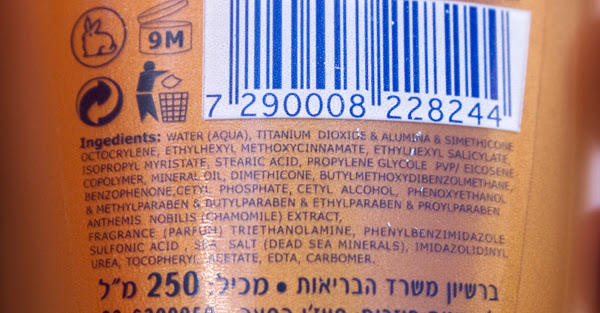 9M
7 290008 228244
Ingedients: WATER (AQUA), TITANIUM DIOXIDE & ALUMINA & SIMETHICONE
OCTOCRYLENE, ETHYLHEXYL METHOXYCINNAMATE, ETHYLHEXYL SALICYLATE,
ISOPROPYL MYRISTATE, STEARIC ACID, PROPYLENE GLYCOLE PVP/ EICOSENE
COPOLYMER, MINERAL OIL, DIMETHICONE, BUTYLMETHOXYDIBENZOLMETHANE,
BENZOPHENONE,CETYL PHOSPHATE, CETYL ALCOHOL, PHENOXYETHANOL
& METHYLPARABEN & BUTYLPARABEN & ETHYLPARABEN & PROYLPARABEN
ANTHEMIS NOBILIS (CHAMOMILE) EXTRACT,
FRAGRANCE (PARFUM) TRIETHANOLAMINE, PHENYLBENZIMIDAZOLE
SULFONIC ACID, SEA SALT (DEAD SEA MINERALS), IMIDAZOLIDINYL
UREA, TOCOPHERYL ACETATE, EDTA, CARBOMER.
ברשיון משרד הבריאות • מכיל: 250 מ"ל